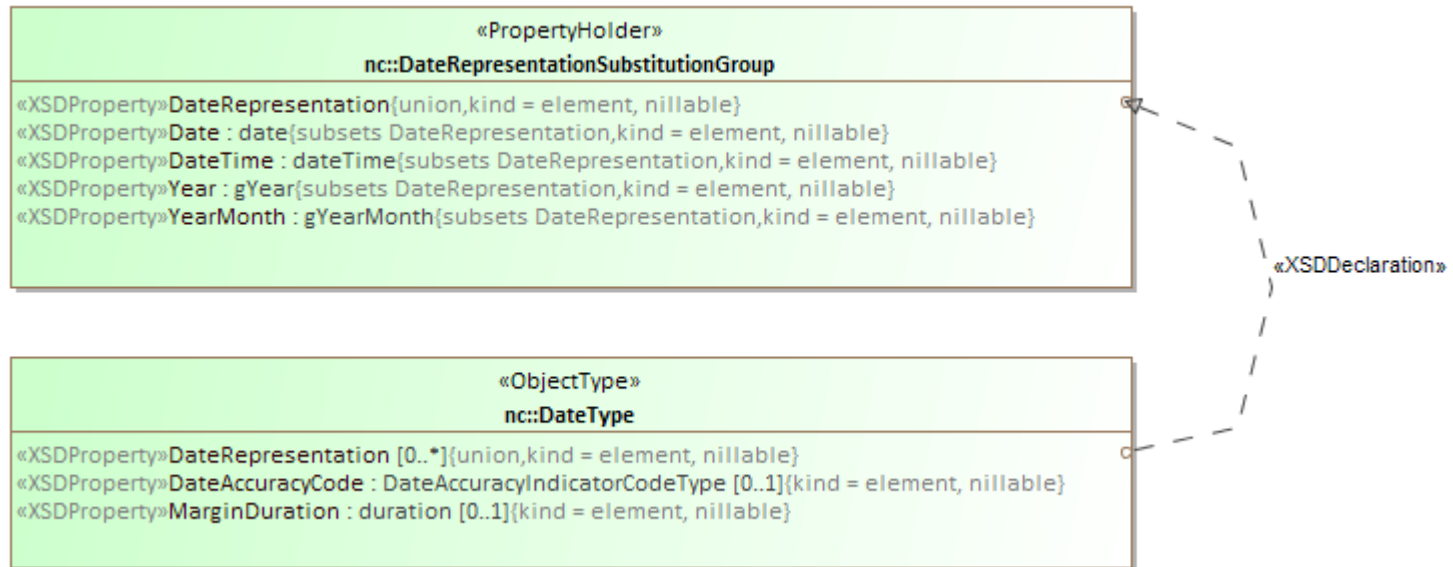 «PropertyHolder»
nc::DateRepresentationSubstitutionGroup
«XSDProperty»DateRepresentation{union,kind = element, nillable}
«XSDProperty»Date : date{subsets DateRepresentation,kind = element, nillable}
«XSDProperty»DateTime : dateTime{subsets DateRepresentation,kind = element, nillable}
«XSDProperty»Year : gYear{subsets DateRepresentation,kind = element, nillable}
«XSDProperty»YearMonth : gYearMonth{subsets DateRepresentation,kind = element, nillable}
«XSDDeclaration»
«ObjectType»
nc::DateType
«XSDProperty»DateRepresentation [0..*]{union,kind = element, nillable}
«XSDProperty»DateAccuracyCode : DateAccuracyIndicatorCodeType [0..1]{kind = element, nillable}
«XSDProperty»MarginDuration : duration [0..1]{kind = element, nillable}